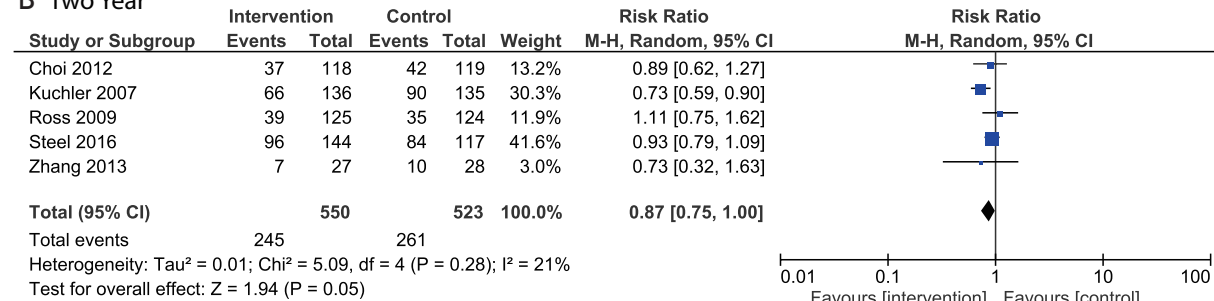 B Two Year
Intervention Control Risk Ratio Risk Ratio
Study or Subgroup Events Total Events Total Weight M-H, Random, 95% CI M-H, Random, 95% CI
Choi 2012 37 118 42 119 13.2% 0.89 [0.62, 1.27]
Kuchler 2007 66 136 90 135 30.3% 0.73 [0.59, 0.90]
Ross 2009 39 125 35 124 11.9% 1.11 [0.75, 1.62]
Steel 2016 96 144 84 117 41.6% 0.93 [0.79, 1.09]
Zhang 2013 7 27 10 28 3.0% 0.73 [0.32, 1.63]
Total (95% CI) 550 523 100.0% 0.87 [0.75, 1.00]
Total events 245 261
Heterogeneity: Tau² = 0.01; Chi² = 5.09, df = 4 (P = 0.28); I² = 21%
0.01 0.1 1 10 100
Test for overall effect: Z = 1.94 (P = 0.05)
Favours [intervention] Favours [control]